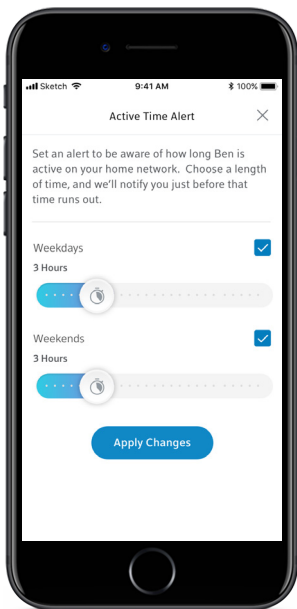 Sketch 9:41 AM 100%
Active Time Alert
Set an alert to be aware of how long Ben is
active on your home network. Choose a length
of time, and we'll notify you just before that
time runs out.
Weekdays
3 Hours
Weekends
3 Hours
Apply Changes